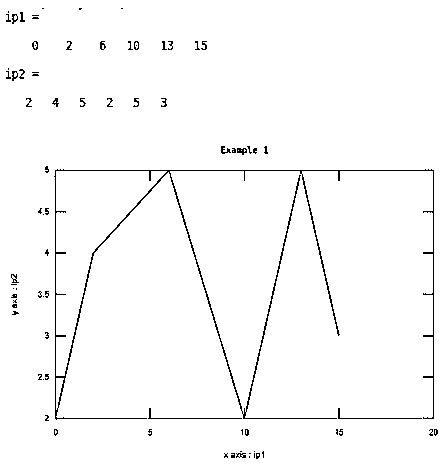 ip1 =
0 2 6 10 13 15
ip2 =
2 4 5 2 5 3
Example 1
5
4.5
4
3.5
3
2.5
2
y axis : ip2
0 5 10 15 20
x axis : ip1